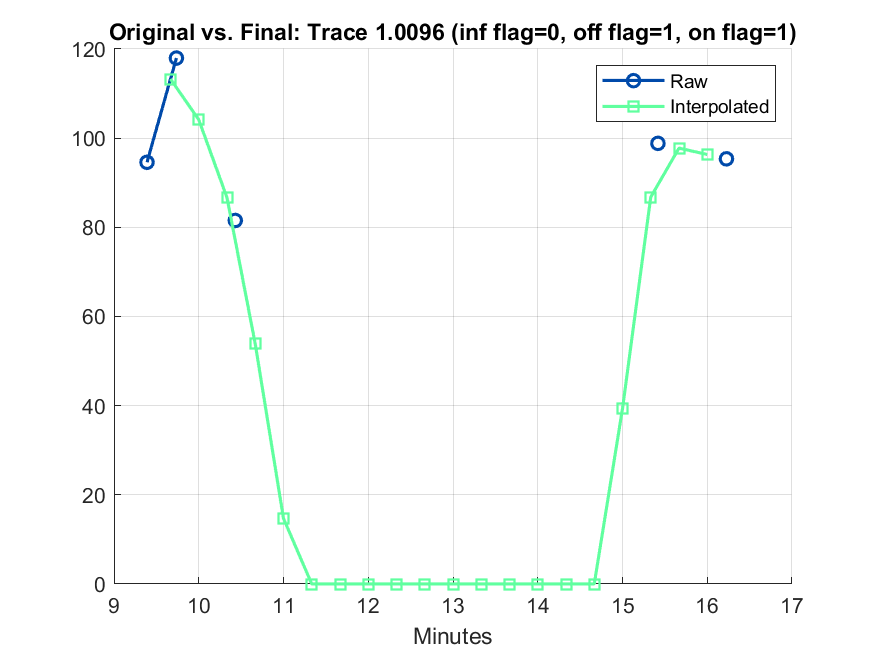 Original vs. Final: Trace 1.0096 (inf flag=0, off flag=1, on flag=1)
120
Raw
Interpolated
100
80
60
40
20
0
9 10 11 12 13 14 15 16 17
Minutes